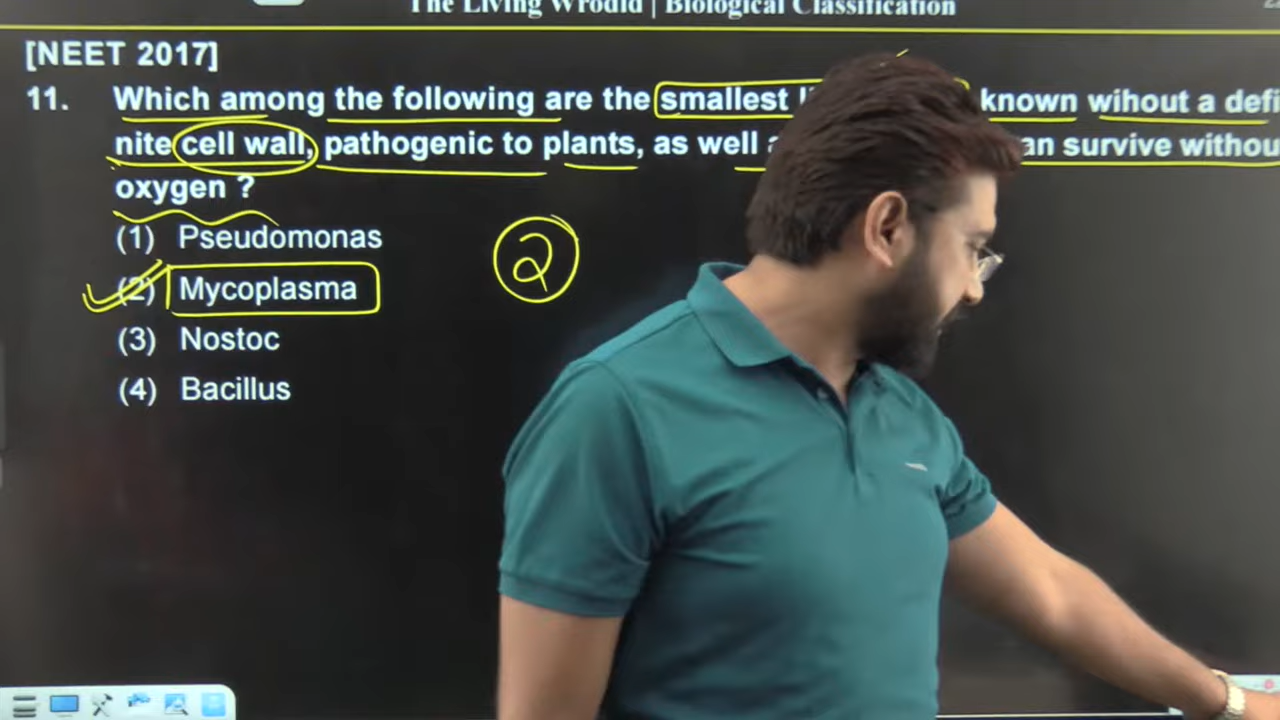 The Living Wrodld | Biological Classification
[NEET 2017]
11. Which among the following are the smallest known wihout a defi
nite cell wall, pathogenic to plants, as well an survive withou
oxygen ?
(1) Pseudomonas
2
(2) Mycoplasma
(3) Nostoc
(4) Bacillus